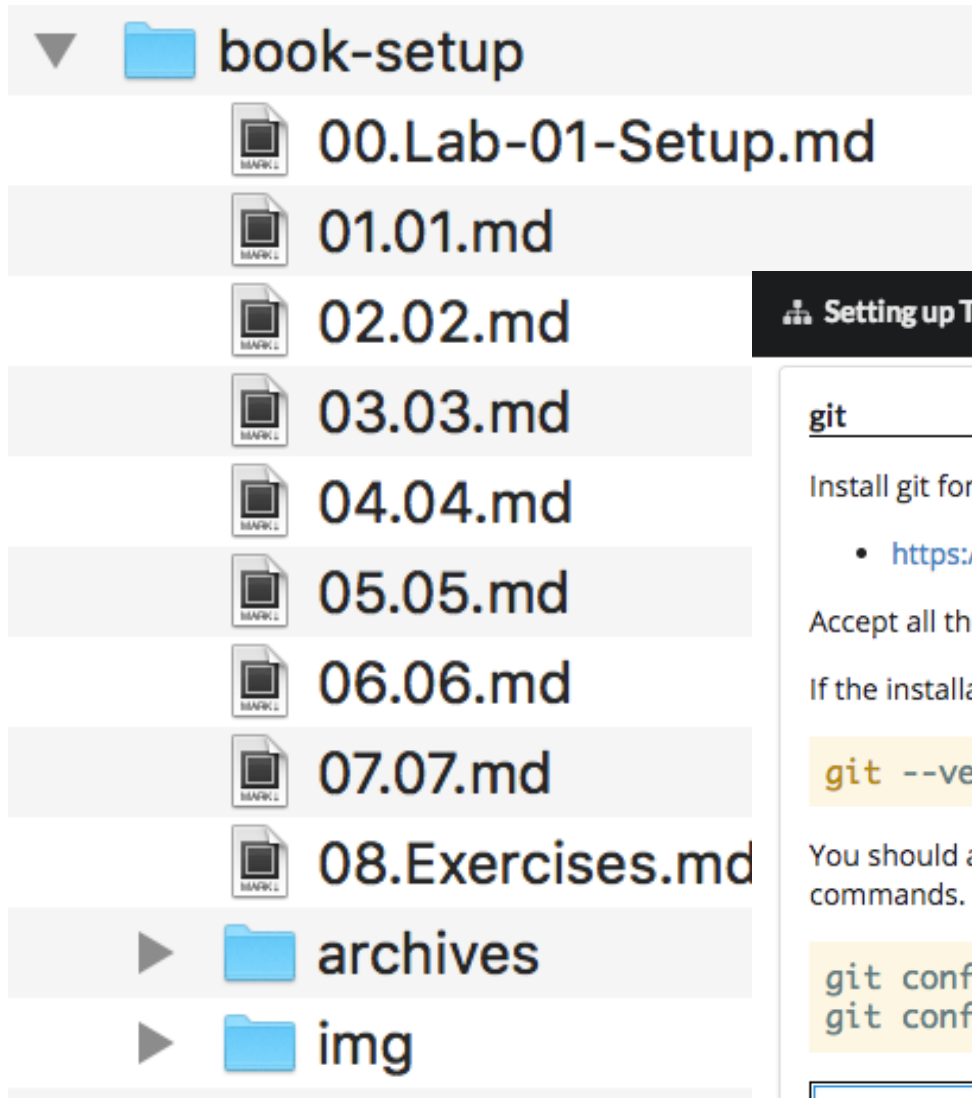 book-setup
00.Lab-01-Setup.md
01.01.md
02.02.md
03.03.md
04.04.md
05.05.md
06.06.md
07.07.md
08.Exercises.md
archives
img
Setting up
git
Install git for
https:/
Accept all th
If the install
git --ve
You should
commands.
git conf
git conf